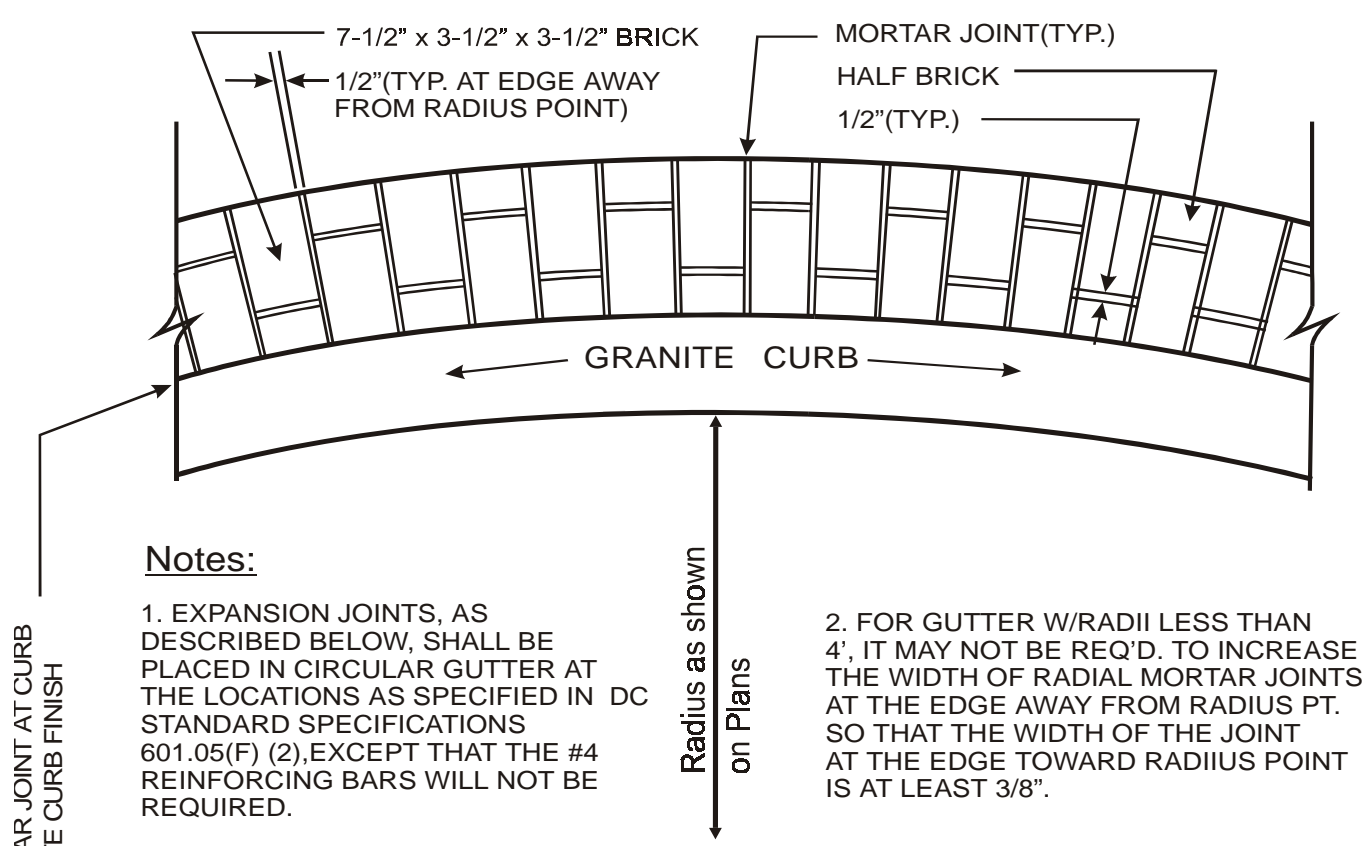 7-1/2" x 3-1/2" x 3-1/2" BRICK
1/2"(TYP. AT EDGE AWAY
FROM RADIUS POINT)
MORTAR JOINT(TYP.)
HALF BRICK
1/2"(TYP.)
GRANITE CURB
Notes:
1. EXPANSION JOINTS, AS
DESCRIBED BELOW, SHALL BE
PLACED IN CIRCULAR GUTTER AT
THE LOCATIONS AS SPECIFIED IN DC
STANDARD SPECIFICATIONS
601.05(F) (2),EXCEPT THAT THE #4
REINFORCING BARS WILL NOT BE
REQUIRED.
Radius as shown
on Plans
2. FOR GUTTER W/RADII LESS THAN
4', IT MAY NOT BE REQ'D. TO INCREASE
THE WIDTH OF RADIAL MORTAR JOINTS
AT THE EDGE AWAY FROM RADIUS PT.
SO THAT THE WIDTH OF THE JOINT
AT THE EDGE TOWARD RADIIUS POINT
IS AT LEAST 3/8".
JOINT AT CURB
CURB FINISH